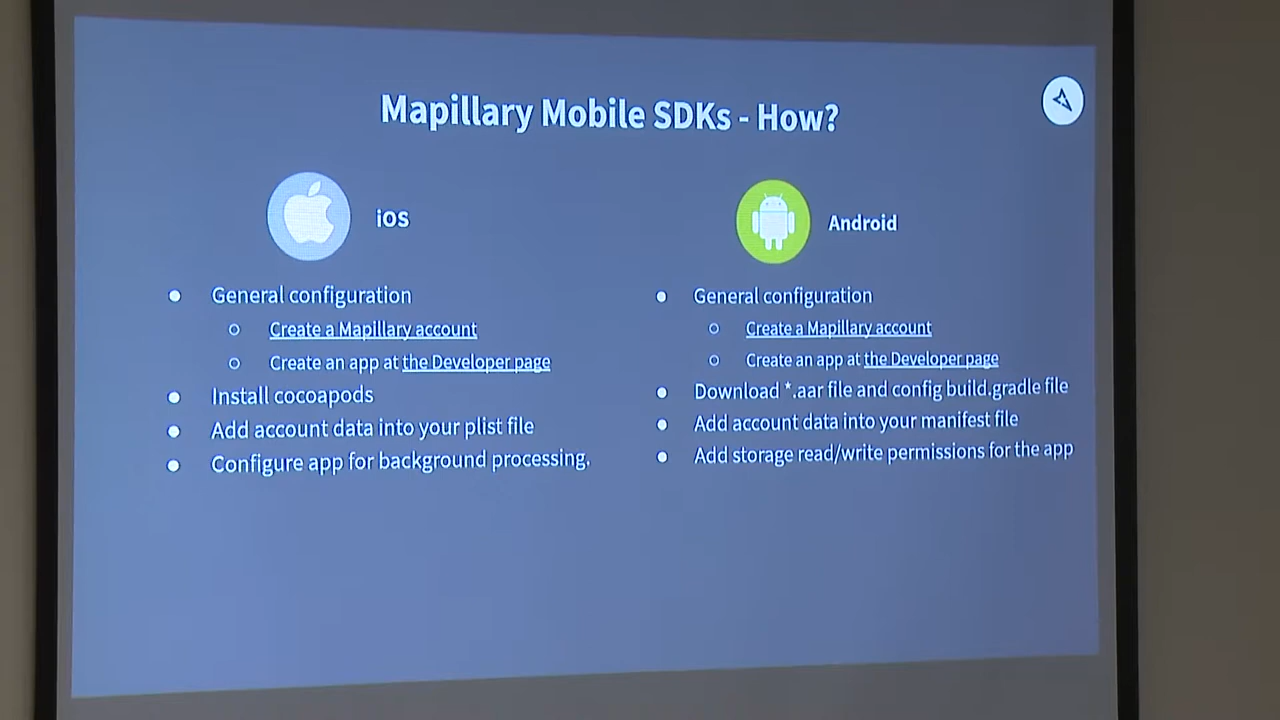 Mapillary Mobile SDKs - How?
iOS
General configuration
Create a Mapillary account
Create an app at the Developer page
Install cocoapods
Add account data into your plist file
Configure app for background processing.
Android
General configuration
Create a Mapillary account
Create an app at the Developer page
Download *.aar file and config build.gradle file
Add account data into your manifest file
Add storage read/write permissions for the app